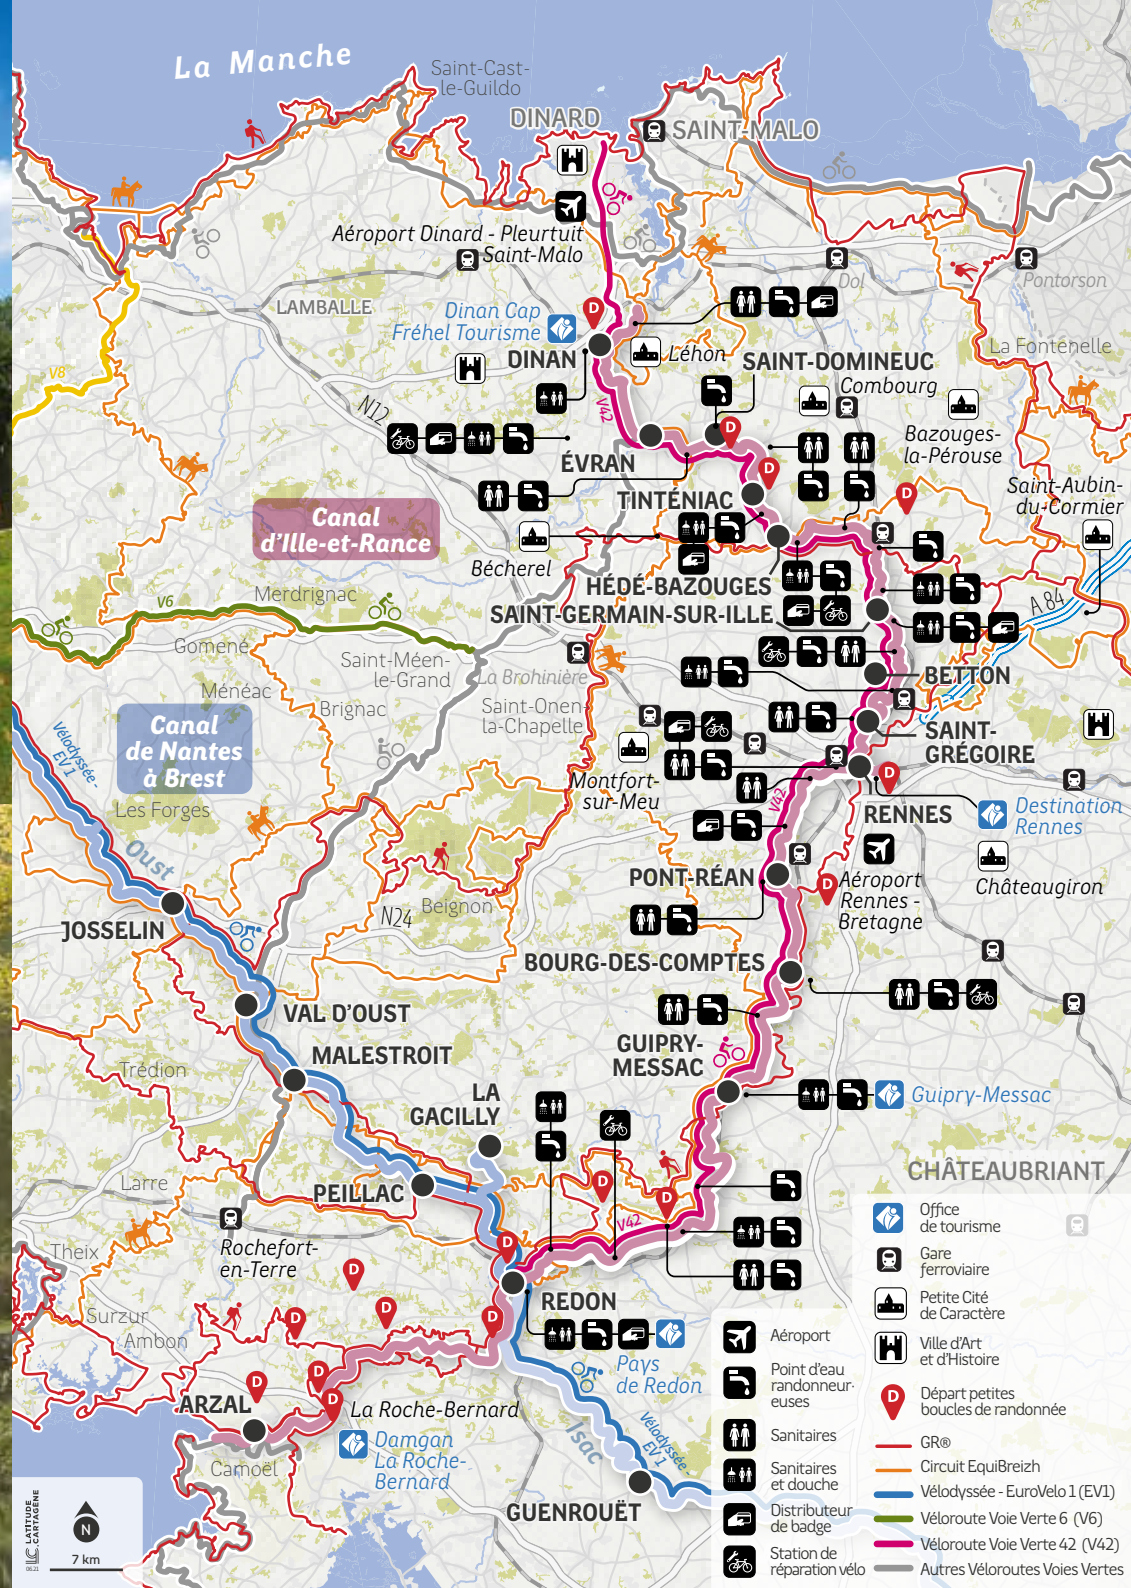 La Manche
Saint-Cast-
le-Guildo
DINARD
SAINT-MALO
Aéroport Dinard - Pleurtuit
Saint-Malo
Dol
Pontorson
LAMBALLE
Dinan Cap
Fréhel Tourisme
D
DINAN
Léhon
SAINT-DOMINEUC
La Fontenelle
V8
Combourg
N12
V42
Bazouges-
la-Pérouse
D
ÉVRAN
D
TINTÉNIAC
D
Saint-Aubin-
du-Cormier
Canal
d'Ille-et-Rance
Bécherel
HÉDÉ-BAZOUGES
SAINT-GERMAIN-SUR-ILLE
A 84
V6
Merdrignac
Gomené
Saint-Méen-
le-Grand
La Brohinière
BETTON
Ménéac
Brignac
Saint-Onen-
la-Chapelle
Canal
de Nantes
à Brest
Vélodyssée -
EV1
SAINT-
GRÉGOIRE
Montfort-
sur-Meu
D
RENNES
Destination
Rennes
V42
Les Forges
Oust
PONT-RÉAN
D
Aéroport
Rennes -
Bretagne
Châteaugiron
JOSSELIN
N24
Beignon
BOURG-DES-COMPTES
VAL D'OUST
MALESTROIT
GUIPRY-
MESSAC
Trédion
LA
GACILLY
Guipry-Messac
PEILLAC
Larre
CHÂTEAUBRIANT
D
D
V42
Rochefort-
en-Terre
Theix
D
D
REDON
Surzur
Ambon
D
D
D
Pays
de Redon
D
D
D
ARZAL
La Roche-Bernard
Damgan
La Roche-
Bernard
Camoël
Isac
Vélodyssée -
EV1
GUENROUËT
N
7 km
LATITUDE
CARTAGÈNE
Aéroport
Point d'eau
randonneur·
euses
Sanitaires
Sanitaires
et douche
Distributeur
de badge
Station de
réparation vélo
Office
de tourisme
Gare
ferroviaire
Petite Cité
de Caractère
Ville d'Art
et d'Histoire
D
Départ petites
boucles de randonnée
GR®
Circuit EquiBreizh
Vélodyssée - EuroVelo 1 (EV1)
Véloroute Voie Verte 6 (V6)
Véloroute Voie Verte 42 (V42)
Autres Véloroutes Voies Vertes